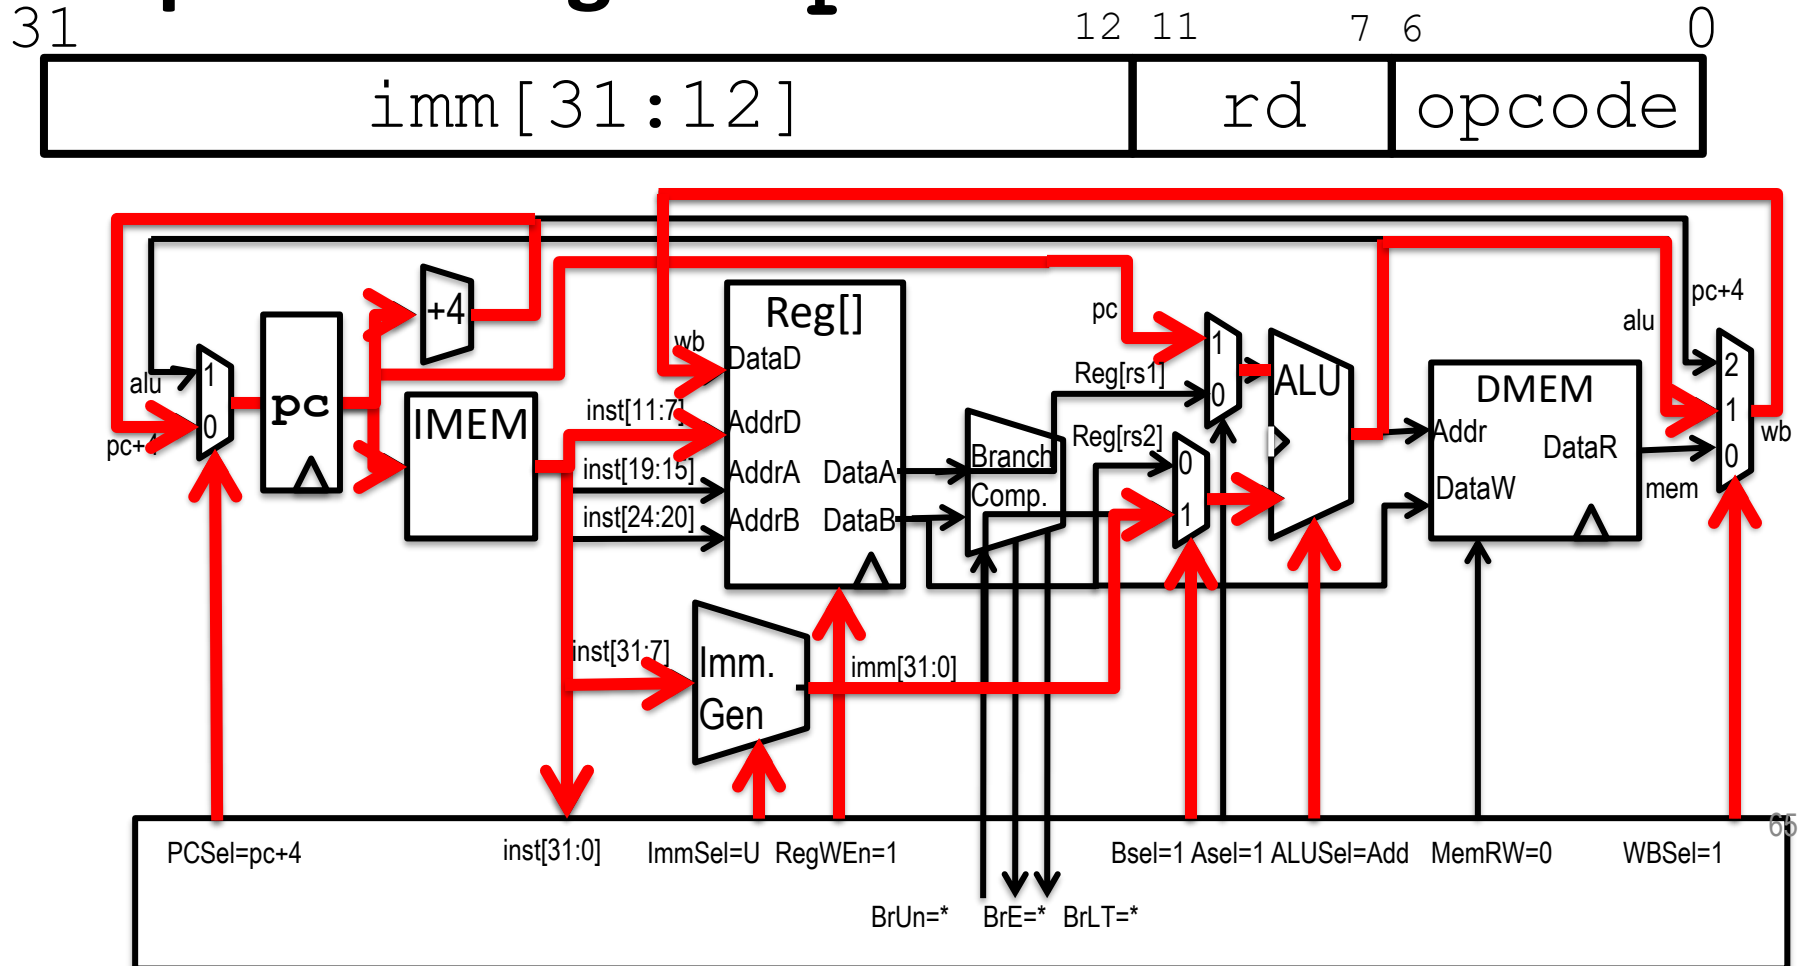 31 12 11 7 6 0
imm[31:12] rd opcode
pc+4
alu
pc+4
1
0
pc
+4
IMEM
wb
Reg[]
DataD
AddrD
AddrA DataA
AddrB DataB
inst[11:7]
inst[19:15]
inst[24:20]
inst[31:7]
Imm.
Gen
imm[31:0]
Branch
Comp.
pc
Reg[rs1]
Reg[rs2]
1
0
0
1
ALU
DMEM
Addr
DataR
DataW
alu
mem
2
1
0
wb
65
PCSel=pc+4 inst[31:0] ImmSel=U RegWEn=1 Bsel=1 Asel=1 ALUSel=Add MemRW=0 WBSel=1
BrUn=* BrE=* BrLT=*